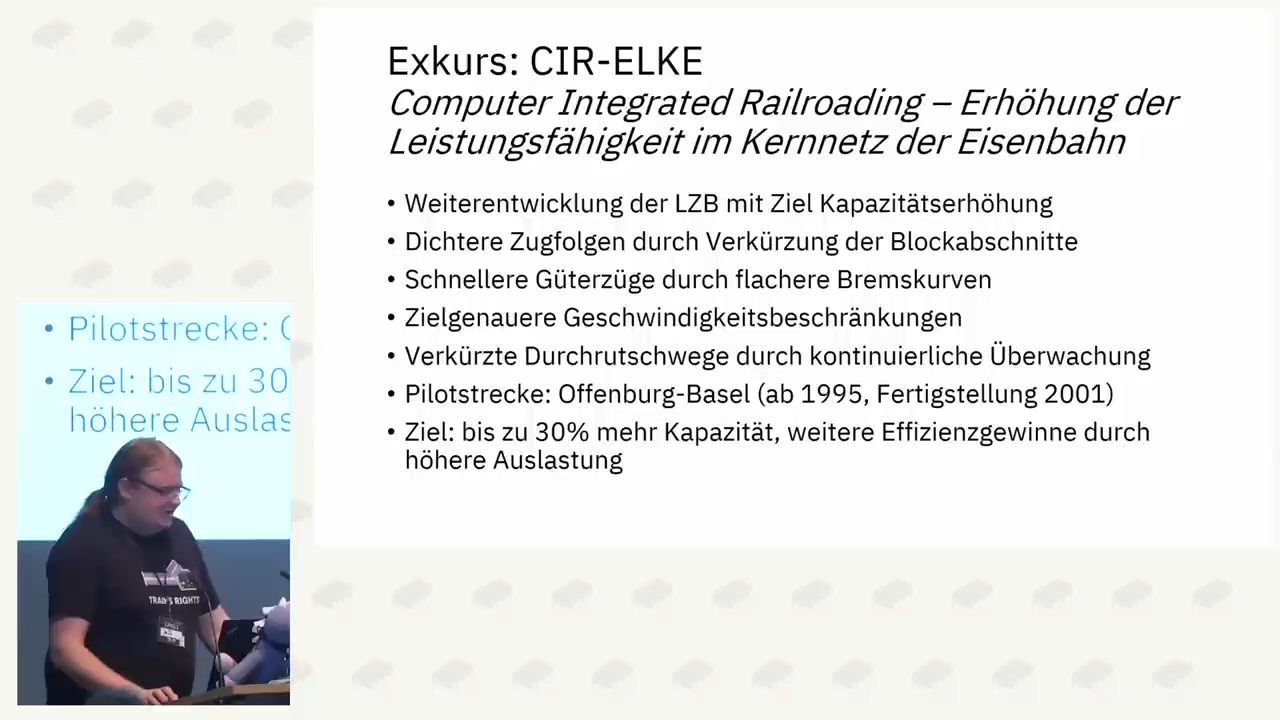 Exkurs: CIR-ELKE
Computer Integrated Railroading – Erhöhung der
Leistungsfähigkeit im Kernnetz der Eisenbahn
• Weiterentwicklung der LZB mit Ziel Kapazitätserhöhung
• Dichtere Zugfolgen durch Verkürzung der Blockabschnitte
• Schnellere Güterzüge durch flachere Bremskurven
• Zielgenauere Geschwindigkeitsbeschränkungen
• Verkürzte Durchrutschwege durch kontinuierliche Überwachung
• Pilotstrecke: Offenburg-Basel (ab 1995, Fertigstellung 2001)
• Ziel: bis zu 30% mehr Kapazität, weitere Effizienzgewinne durch
höhere Auslastung
• Pilotstrecke:
• Ziel: bis zu 30
höhere Auslas
RIGHTS